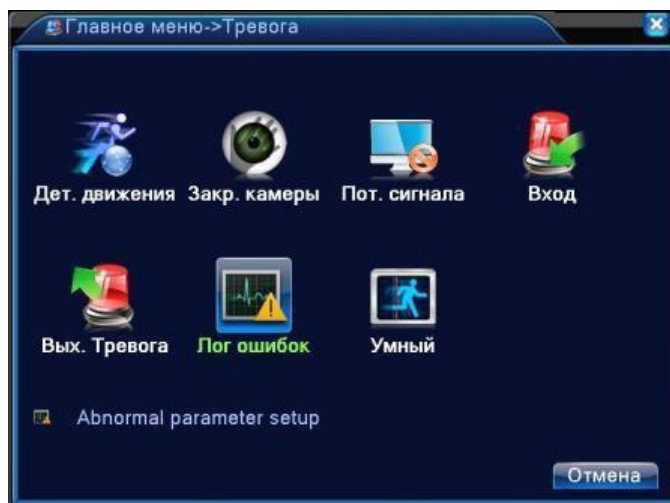 Главное меню->Тревога
Дет. движения Закр. камеры Пот. сигнала Вход
Вых. Тревога Лог ошибок Умный
Abnormal parameter setup
Отмена